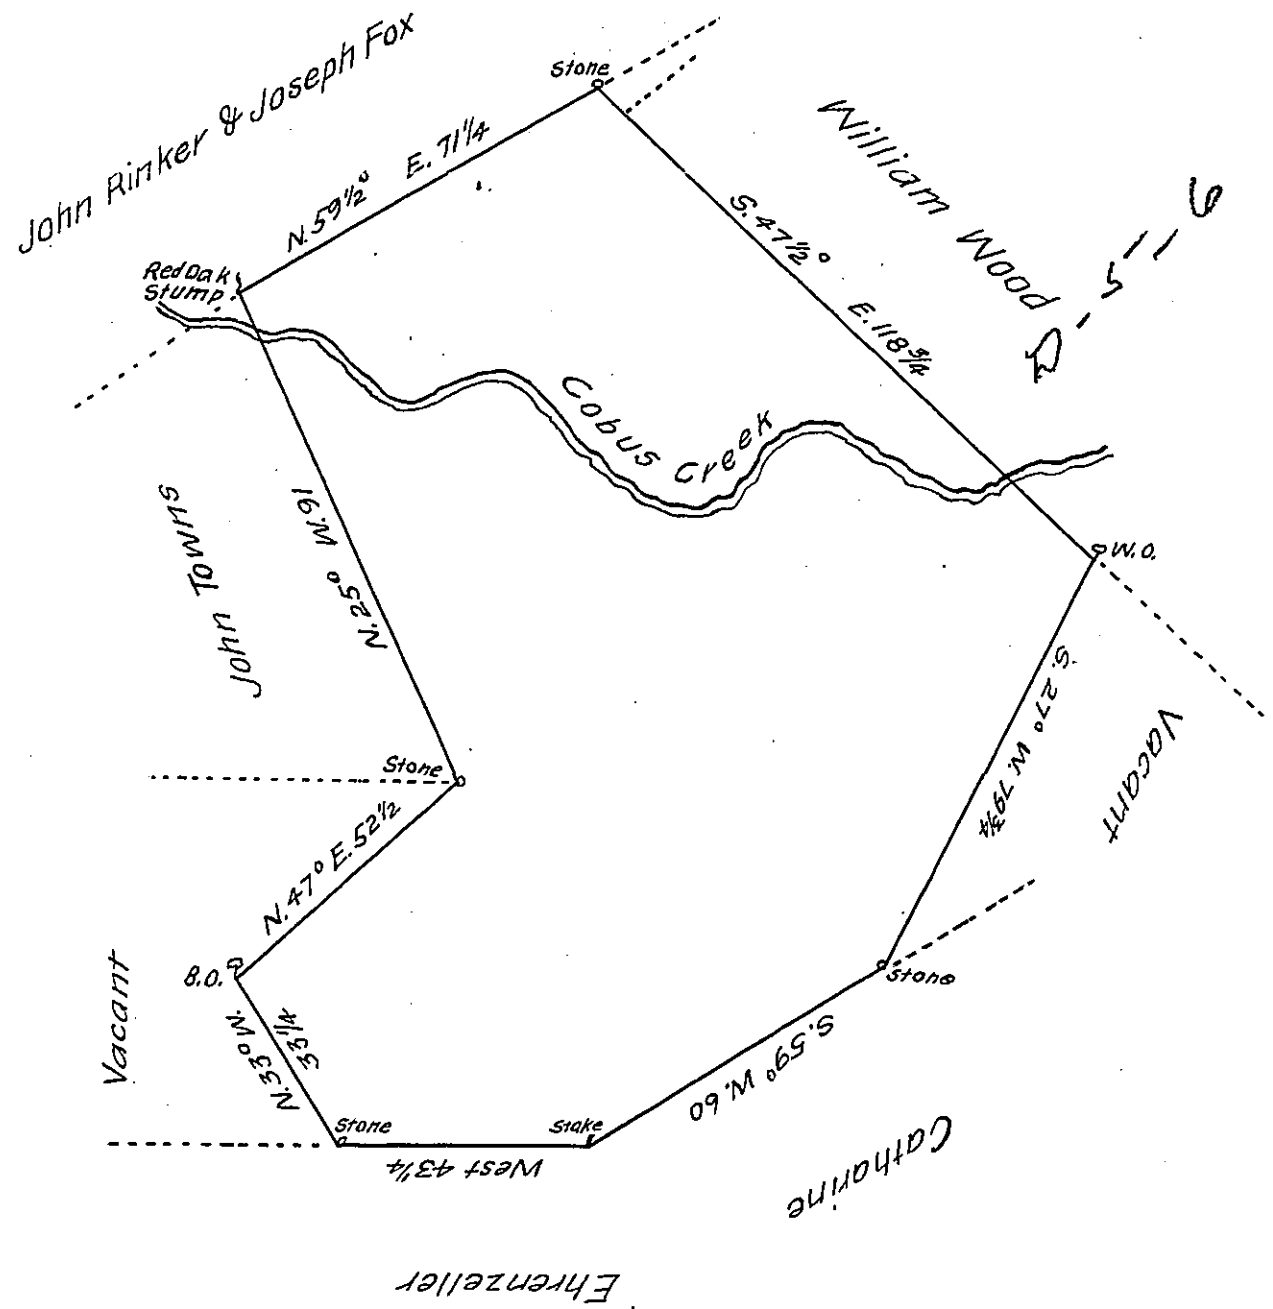 John Rinker & Joseph Fox
Stone
N. 59½° E. 71¼
William Wood
S. 47½° E. 118¾
D-5-6
Red Oak
Stump
Cobus Creek
W.O.
John Towns
N. 25° W. 91
S. 27° W. 79¾
Vacant
Stone
N. 47° E. 52½
B.O.
Vacant
N. 33° W.
33¼
Stone
S. 59° W. 60
Stone
Stake
West 43¼
Catharine
Ehrenzeller